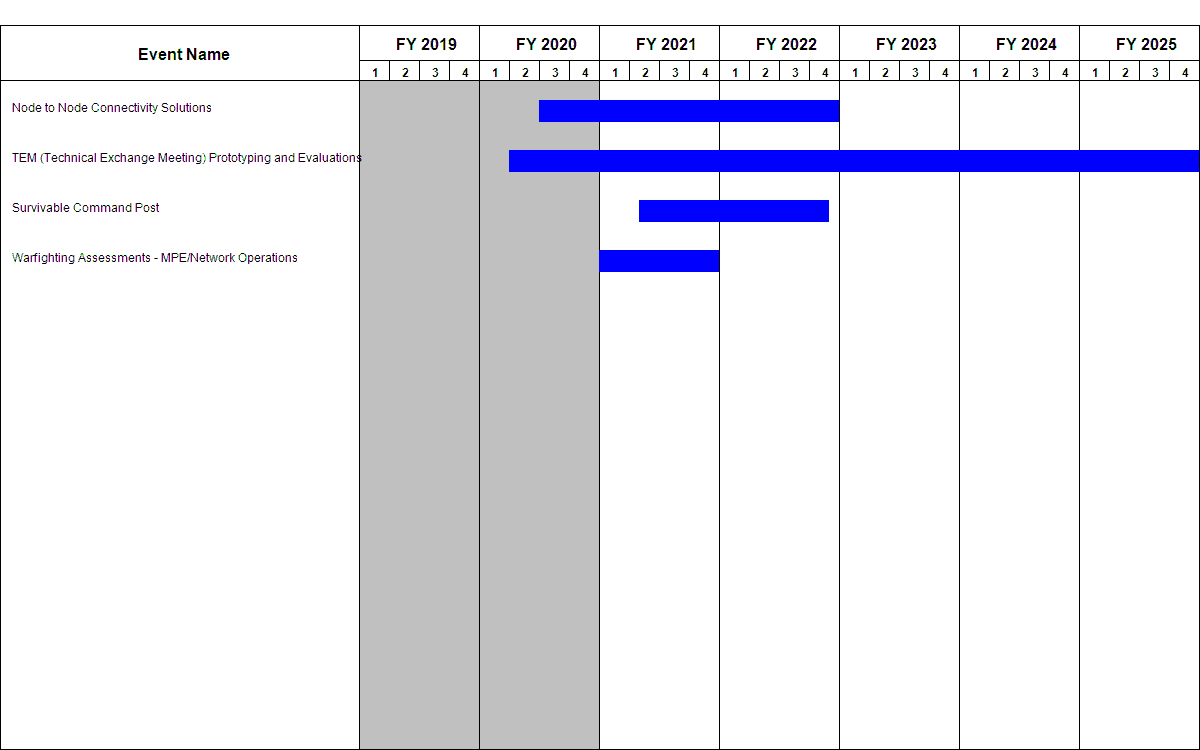 Event Name FY 2019 FY 2020 FY 2021 FY 2022 FY 2023 FY 2024 FY 2025
1 2 3 4 1 2 3 4 1 2 3 4 1 2 3 4 1 2 3 4 1 2 3 4 1 2 3 4
Node to Node Connectivity Solutions
TEM (Technical Exchange Meeting) Prototyping and Evaluations
Survivable Command Post
Warfighting Assessments - MPE/Network Operations